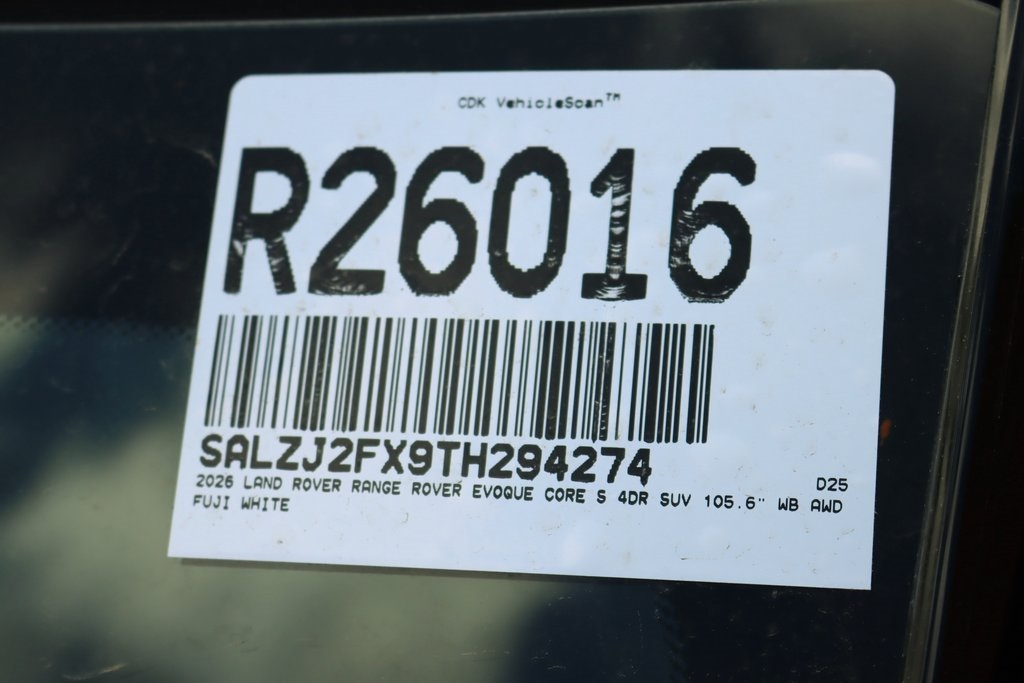 CDK VehicleScan™
R26016
SALZJ2FX9TH294274
D25
2026 LAND ROVER RANGE ROVER EVOQUE CORE S 4DR SUV 105.6" WB AWD
FUJI WHITE